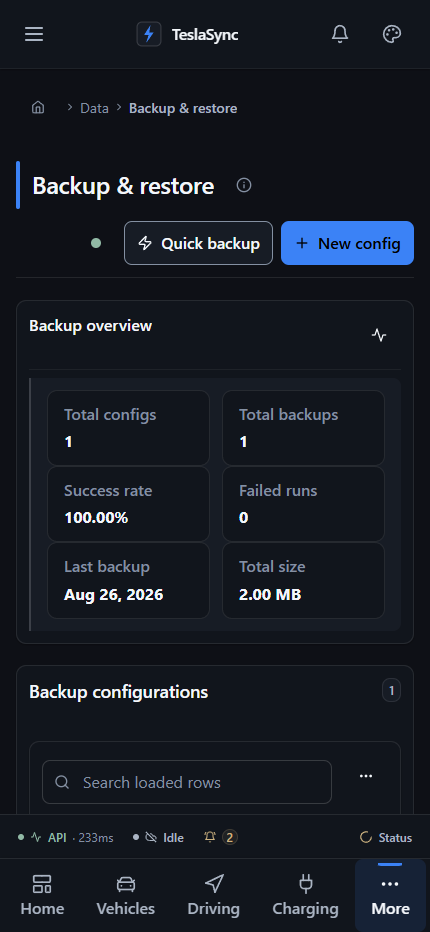 TeslaSync
Data
Backup & restore
Backup & restore
Quick backup
New config
Backup overview
Total configs
1
Total backups
1
Success rate
100.00%
Failed runs
0
Last backup
Aug 26, 2026
Total size
2.00 MB
Backup configurations
1
Search loaded rows
API · 233ms
Idle
2
Status
Home
Vehicles
Driving
Charging
More